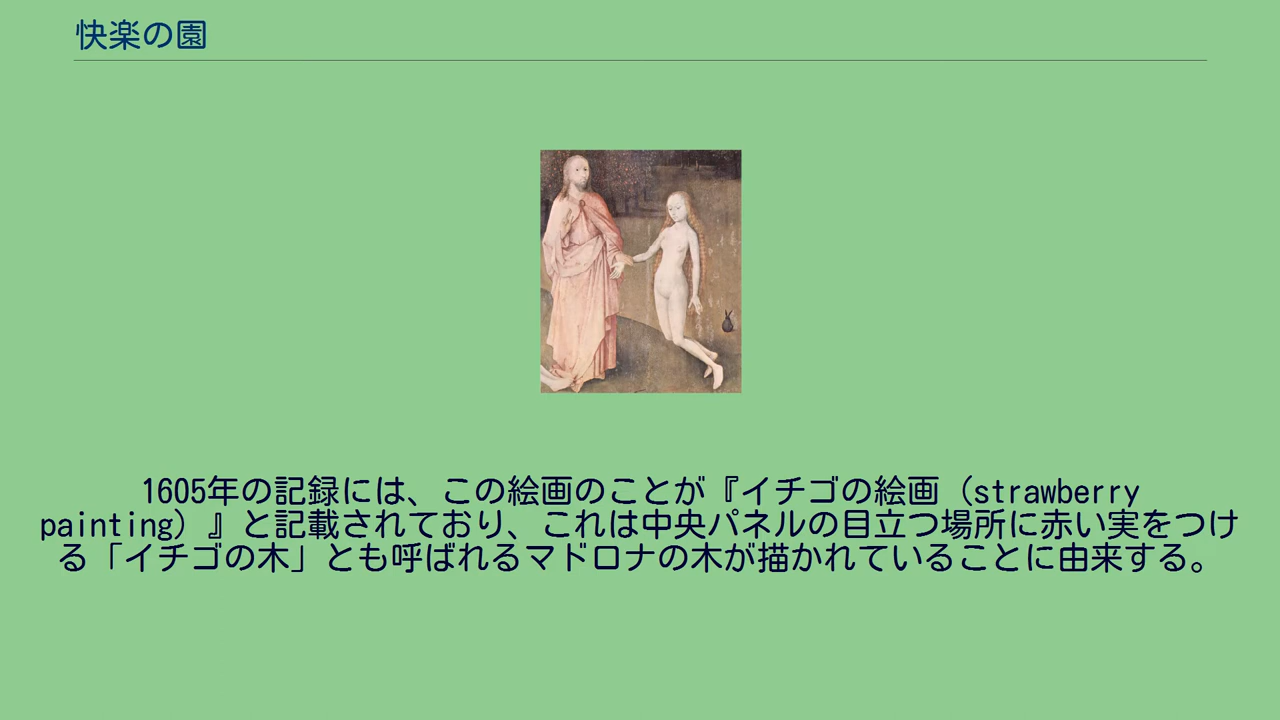 快楽の園
1605年の記録には、この絵画のことが『イチゴの絵画（strawberry
painting）』と記載されており、これは中央パネルの目立つ場所に赤い実をつけ
る「イチゴの木」とも呼ばれるマドロナの木が描かれていることに由来する。